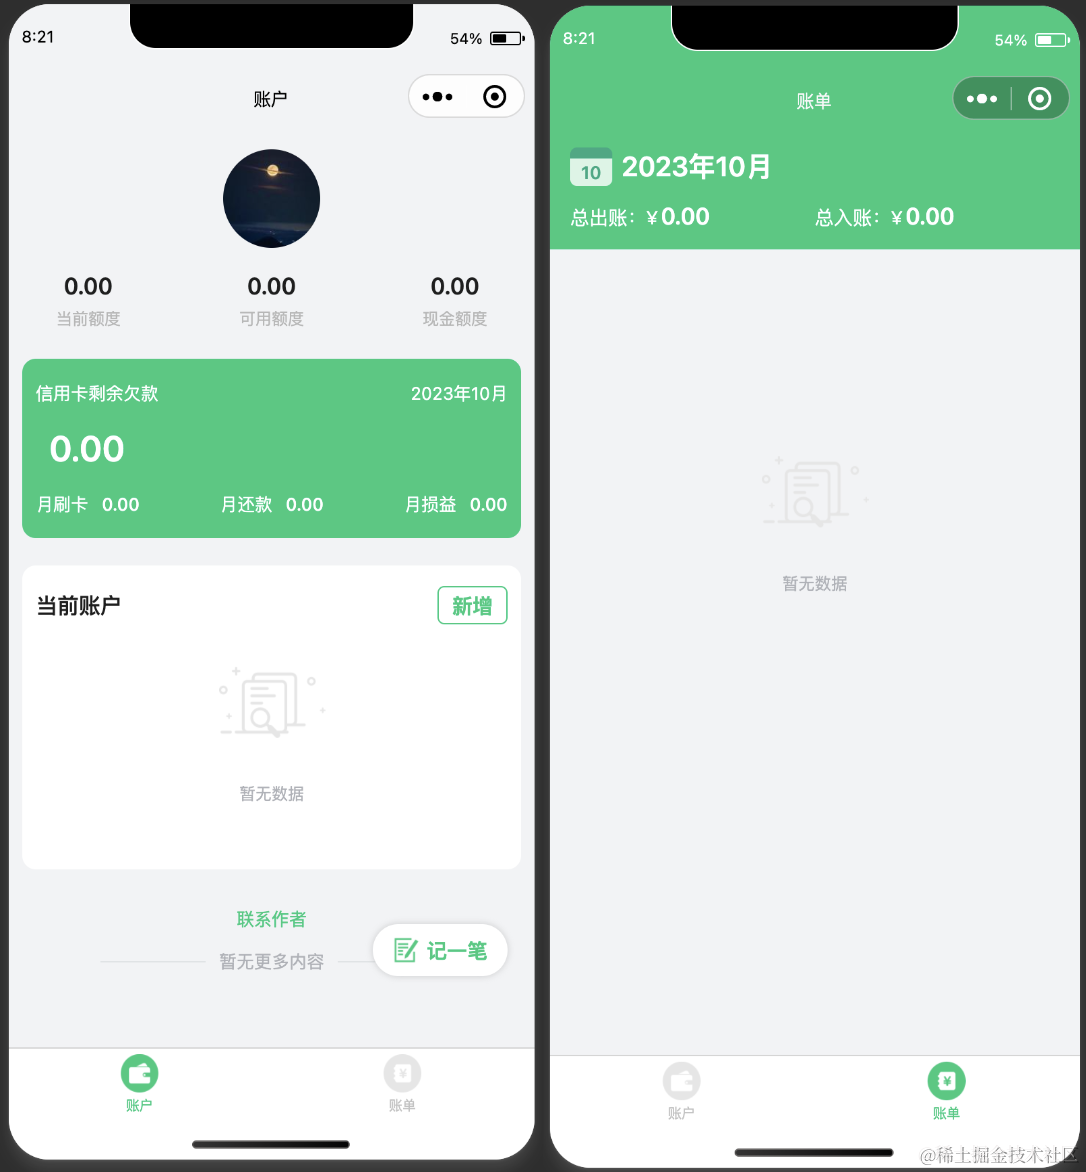 8:21
54%
账户
0.00
0.00
0.00
当前额度
可用额度
现金额度
信用卡剩余欠款
2023年10月
0.00
月刷卡 0.00
月还款 0.00
月损益 0.00
当前账户
新增
暂无数据
联系作者
暂无更多内容
记一笔
账户
账单
8:21
54%
账单
10
2023年10月
总出账：￥0.00
总入账：￥0.00
暂无数据
账户
账单
@稀土掘金技术社区